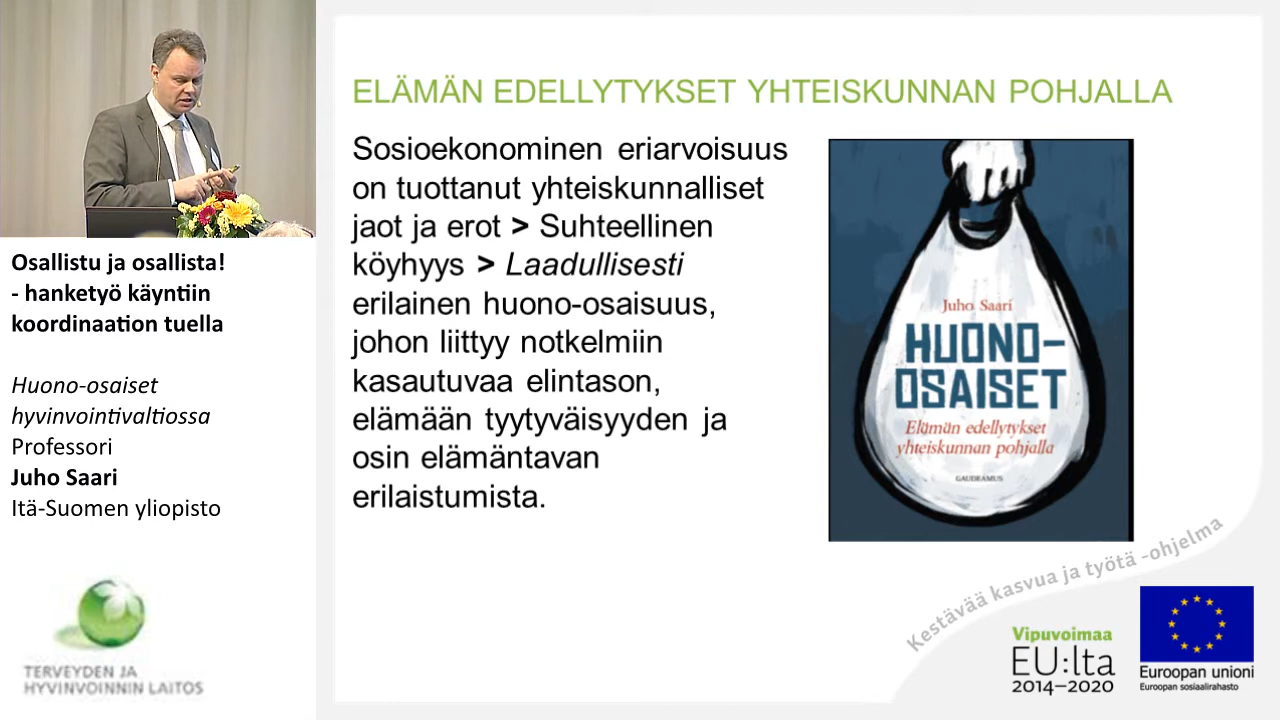 Osallistu ja osallista!
- hanketyö käyntiin
koordinaation tuella
Huono-osaiset
hyvinvointivaltiossa
Professori
Juho Saari
Itä-Suomen yliopisto
TERVEYDEN JA
HYVINVOINNIN LAITOS
ELÄMÄN EDELLYTYKSET YHTEISKUNNAN POHJALLA
Sosioekonominen eriarvoisuus
on tuottanut yhteiskunnalliset
jaot ja erot > Suhteellinen
köyhyys > Laadullisesti
erilainen huono-osaisuus,
johon liittyy notkelmiin
kasautuvaa elintason,
elämään tyytyväisyyden ja
osin elämäntavan
erilaistumista.
Juho Saari
HUONO-
OSAISET
Elämän edellytykset
yhteiskunnan pohjalla
GAUDEAMUS
Kestävää kasvua ja työtä -ohjelma
Vipuvoimaa
EU:lta
2014–2020
Euroopan unioni
Euroopan sosiaalirahasto